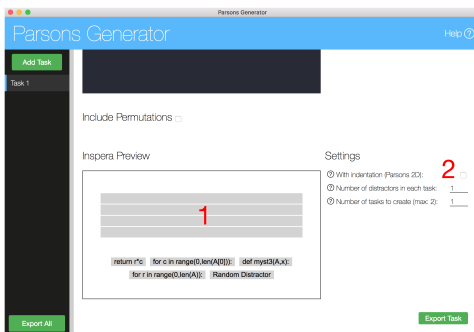 Parsons Generator
Parsons Generator
Help ?
Add Task
Task 1
Include Permutations
Inspera Preview
Settings
? With indentation (Parsons 2D): 2
? Number of distractors in each task: 1
? Number of tasks to create (max: 2): 1
1
return r*c for c in range(0,len(A[0])): def myst3(A,x):
for r in range(0,len(A)): Random Distractor
Export All
Export Task